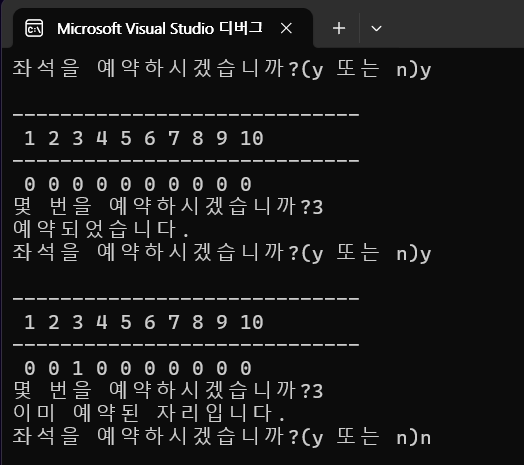 Microsoft Visual Studio 디버그
좌석을 예약하시겠습니까?(y 또는 n)y
-----------------------------
1 2 3 4 5 6 7 8 9 10
-----------------------------
0 0 0 0 0 0 0 0 0 0
몇 번을 예약하시겠습니까?3
예약되었습니다.
좌석을 예약하시겠습니까?(y 또는 n)y
-----------------------------
1 2 3 4 5 6 7 8 9 10
-----------------------------
0 0 1 0 0 0 0 0 0 0
몇 번을 예약하시겠습니까?3
이미 예약된 자리입니다.
좌석을 예약하시겠습니까?(y 또는 n)n